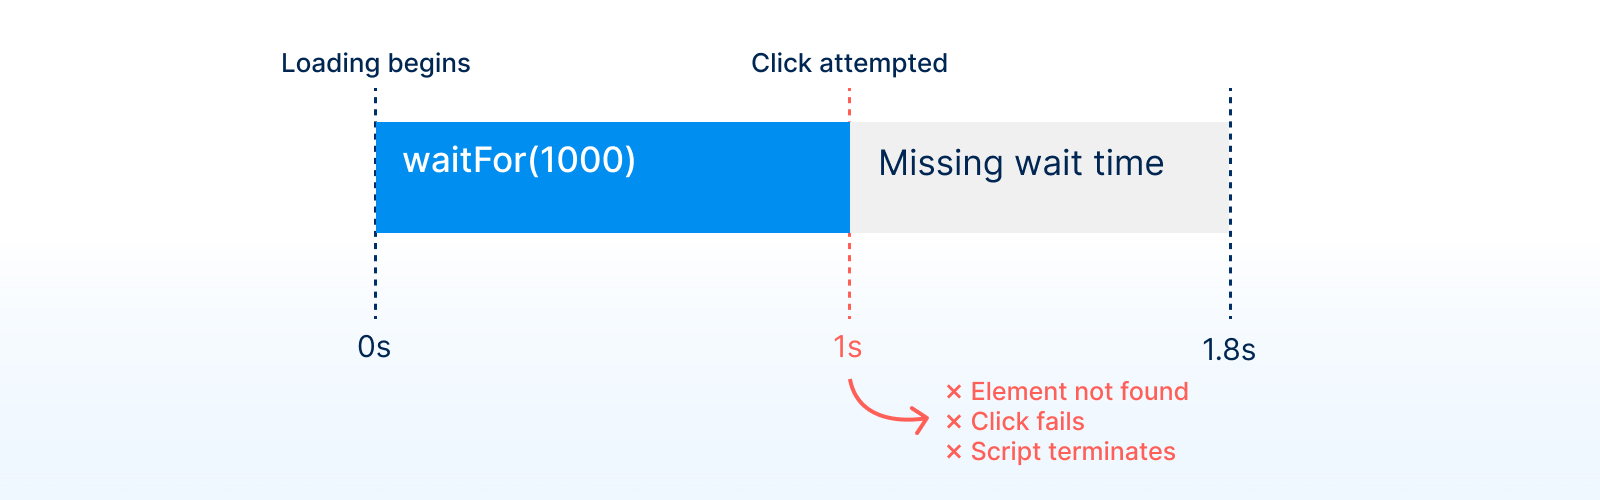 Loading begins
Click attempted
waitFor(1000)
Missing wait time
0s
1s
1.8s
× Element not found
× Click fails
× Script terminates